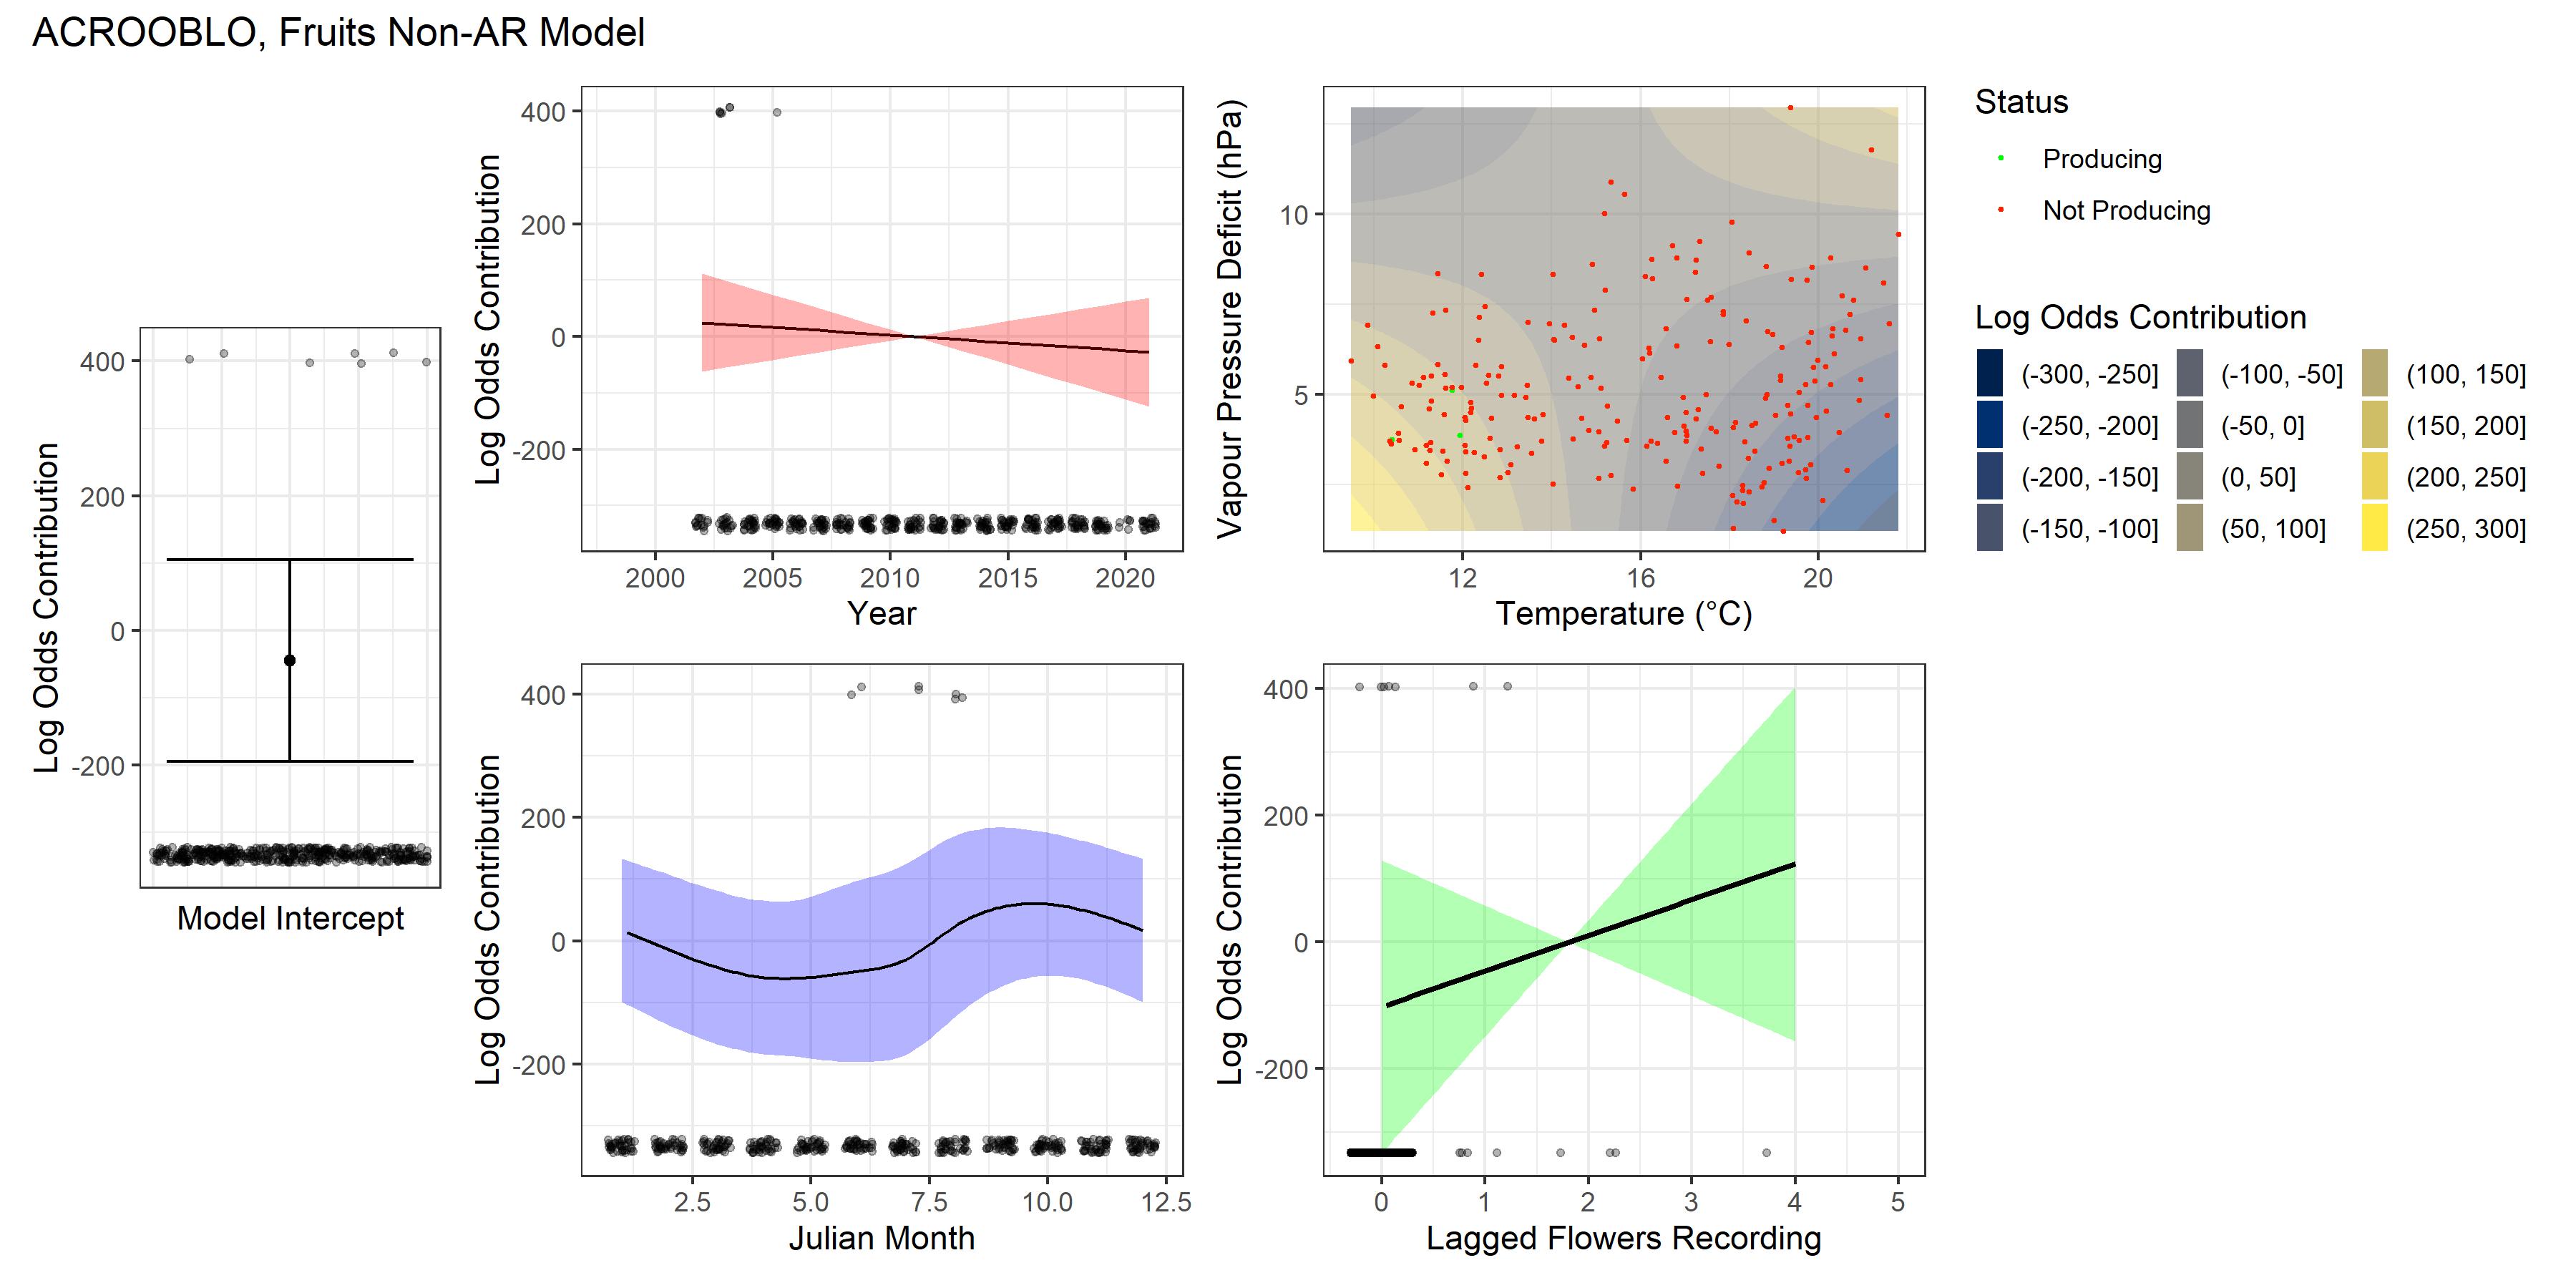 ACROOBLO, Fruits Non-AR Model
Log Odds Contribution
400
200
0
-200
Model Intercept
Log Odds Contribution
400
200
0
-200
2000 2005 2010 2015 2020
Year
Vapour Pressure Deficit (hPa)
10
5
12 16 20
Temperature (°C)
Status
Producing
Not Producing
Log Odds Contribution
(-300, -250] (-100, -50] (100, 150]
(-250, -200] (-50, 0] (150, 200]
(-200, -150] (0, 50] (200, 250]
(-150, -100] (50, 100] (250, 300]
Log Odds Contribution
400
200
0
-200
2.5 5.0 7.5 10.0 12.5
Julian Month
Log Odds Contribution
400
200
0
-200
0 1 2 3 4 5
Lagged Flowers Recording